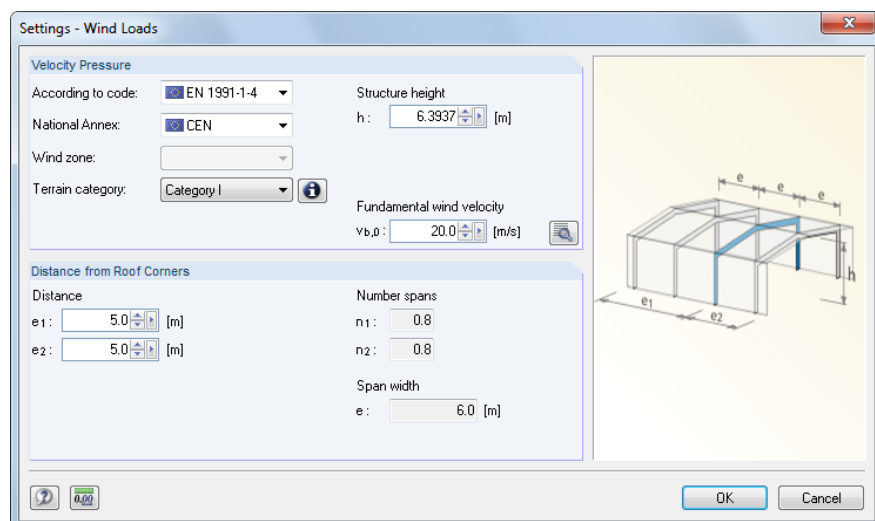 Settings - Wind Loads
Velocity Pressure
According to code: EN 1991-1-4
National Annex: CEN
Wind zone:
Terrain category: Category I
Structure height
h: 6.3937 [m]
Fundamental wind velocity
vb,0: 20.0 [m/s]
Distance from Roof Corners
Distance
e1: 5.0 [m]
e2: 5.0 [m]
Number spans
n1: 0.8
n2: 0.8
Span width
e: 6.0 [m]
e
e
e
h
e1
e2
0.00
OK
Cancel